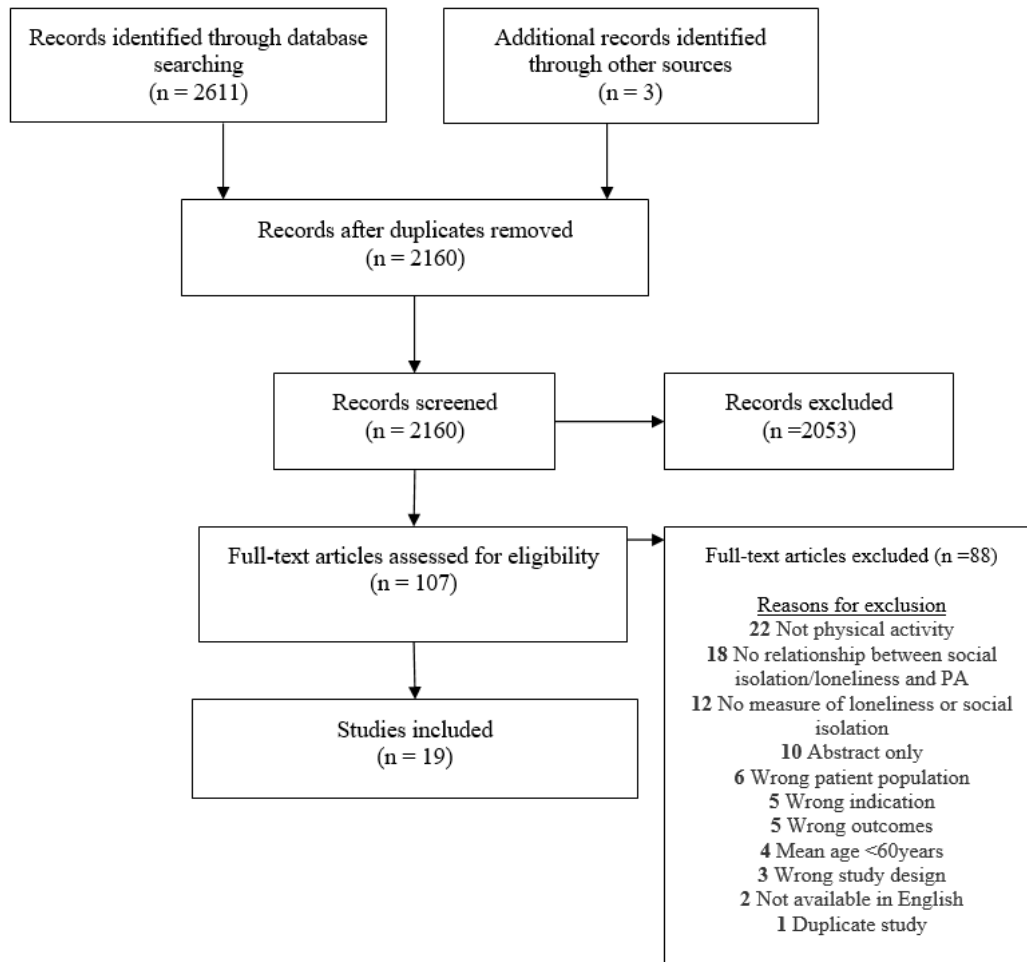 Records identified through database
searching
(n = 2611)
Additional records identified
through other sources
(n = 3)
Records after duplicates removed
(n = 2160)
Records screened
(n = 2160)
Records excluded
(n =2053)
Full-text articles assessed for eligibility
(n = 107)
Full-text articles excluded (n =88)
Reasons for exclusion
22 Not physical activity
18 No relationship between social
isolation/loneliness and PA
12 No measure of loneliness or social
isolation
10 Abstract only
6 Wrong patient population
5 Wrong indication
5 Wrong outcomes
4 Mean age <60years
3 Wrong study design
2 Not available in English
1 Duplicate study
Studies included
(n = 19)